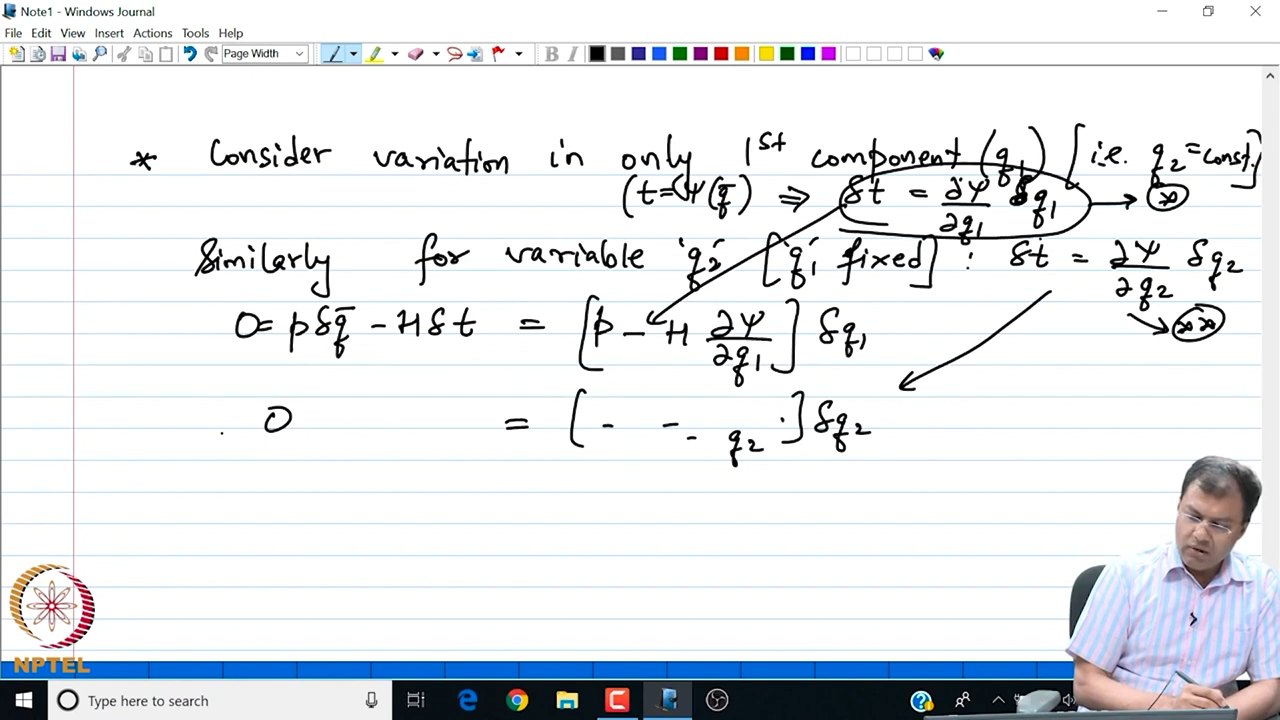 Note1 - Windows Journal
File Edit View Insert Actions Tools Help
Page Width
B I
* Consider variation in only 1st component (q₁) [i.e. q₂ = const.]
(t = ψ(q̄) ⇒ δt = ∂ψ/∂q₁ δq₁ → (*)
Similarly for variable 'q₂' ['q₁' fixed] : δt = ∂ψ/∂q₂ δq₂
→ (**)
0 = p δq̄ - H δt = [p - H ∂ψ/∂q₁] δq₁
0 = [- - - q₂ .] δq₂
NPTEL
Type here to search